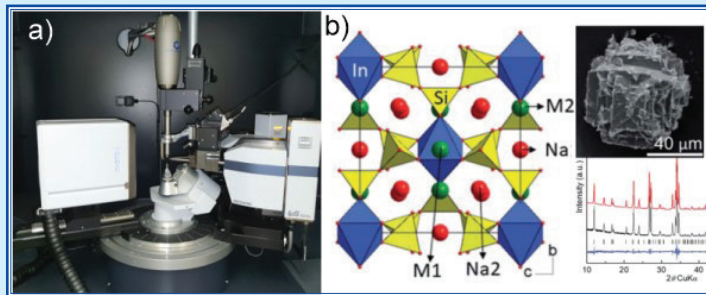 a)
b)
In
Si
M2
Na
M1
Na2
b
c
40 μm
Intensity (a.u.)
10 20 30 40
2θ CuKα